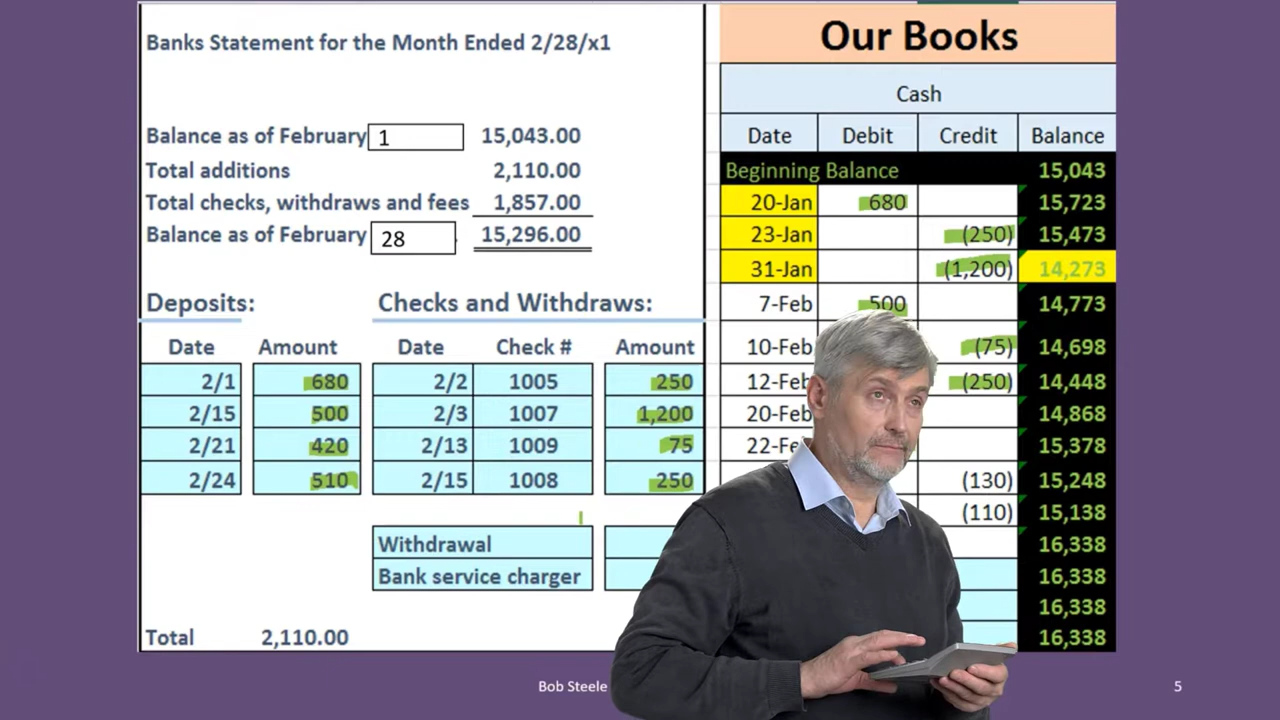 Banks Statement for the Month Ended 2/28/x1
Balance as of February 1 15,043.00
Total additions 2,110.00
Total checks, withdraws and fees 1,857.00
Balance as of February 28 15,296.00
Deposits: Checks and Withdraws:
Date Amount Date Check # Amount
2/1 680 2/2 1005 250
2/15 500 2/3 1007 1,200
2/21 420 2/13 1009 75
2/24 510 2/15 1008 250
Withdrawal
Bank service charger
Total 2,110.00
Our Books
Cash
Date Debit Credit Balance
Beginning Balance 15,043
20-Jan 680 15,723
23-Jan (250) 15,473
31-Jan (1,200) 14,273
7-Feb 500 14,773
10-Feb (75) 14,698
12-Feb (250) 14,448
20-Feb 14,868
22-Feb 15,378
(130) 15,248
(110) 15,138
16,338
16,338
16,338
16,338
Bob Steele
5